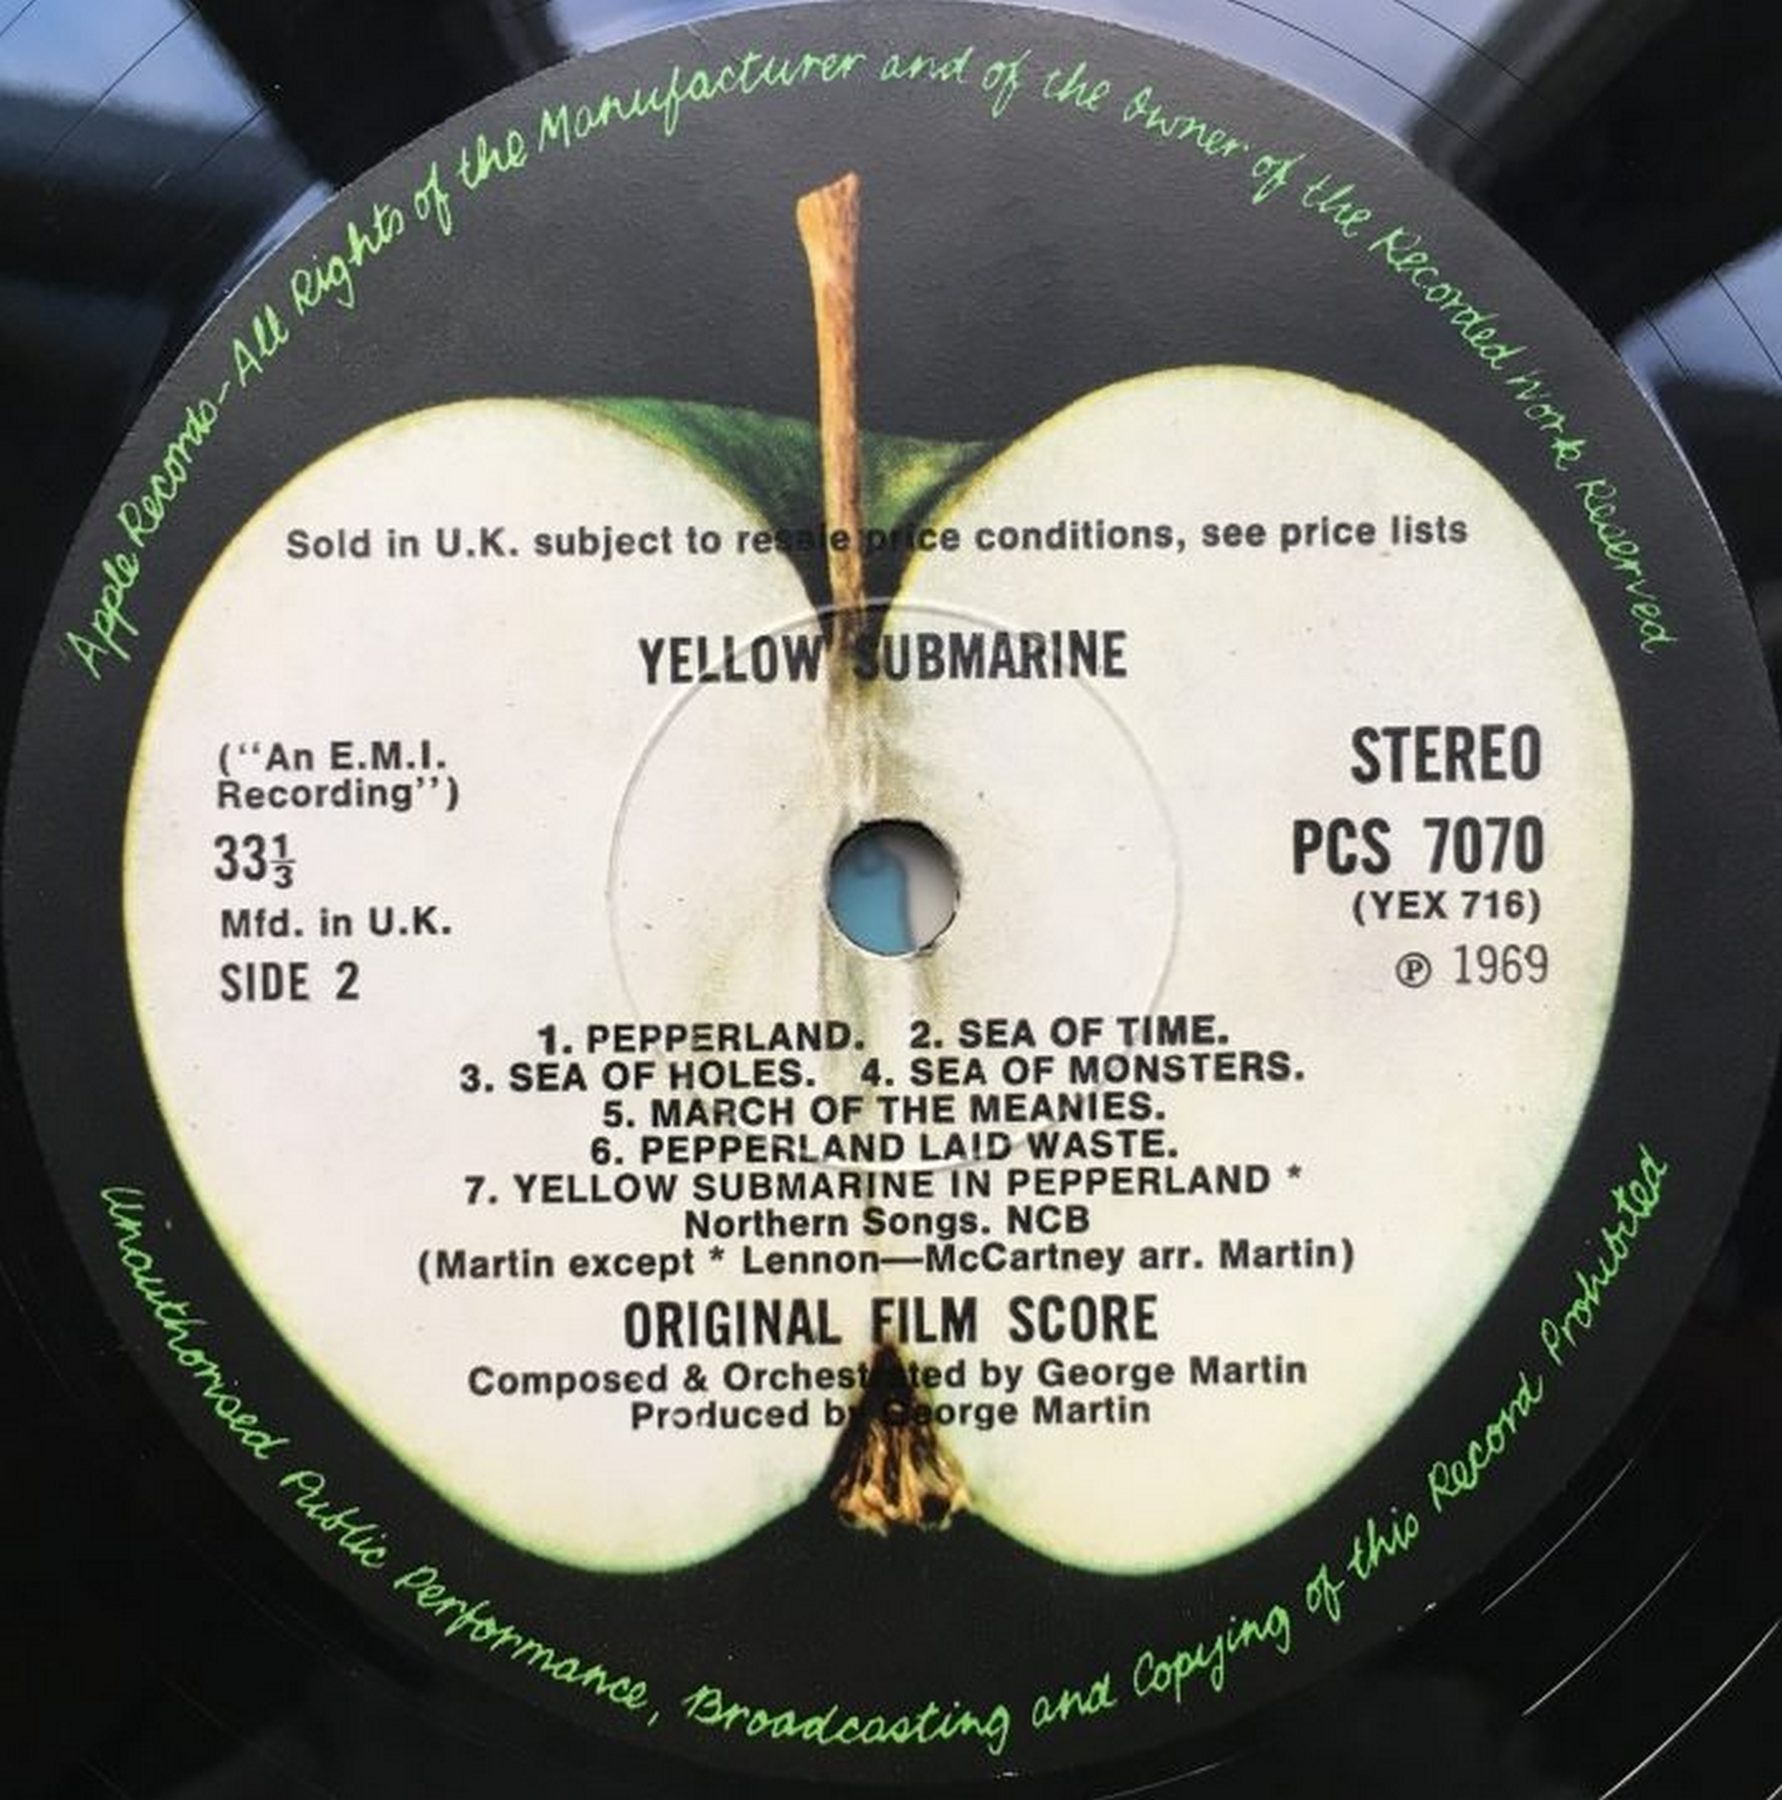 Apple Records-All Rights of the Manufacturer and of the Owner of the Recorded Work Reserved
Sold in U.K. subject to resale price conditions, see price lists
YELLOW SUBMARINE
(“An E.M.I.
Recording”)
33⅓
Mfd. in U.K.
SIDE 2
STEREO
PCS 7070
(YEX 716)
℗ 1969
1. PEPPERLAND. 2. SEA OF TIME.
3. SEA OF HOLES. 4. SEA OF MONSTERS.
5. MARCH OF THE MEANIES.
6. PEPPERLAND LAID WASTE.
7. YELLOW SUBMARINE IN PEPPERLAND *
Northern Songs. NCB
(Martin except * Lennon—McCartney arr. Martin)
ORIGINAL FILM SCORE
Composed & Orchestrated by George Martin
Produced by George Martin
Unauthorised Public Performance, Broadcasting and Copying of this Record Prohibited